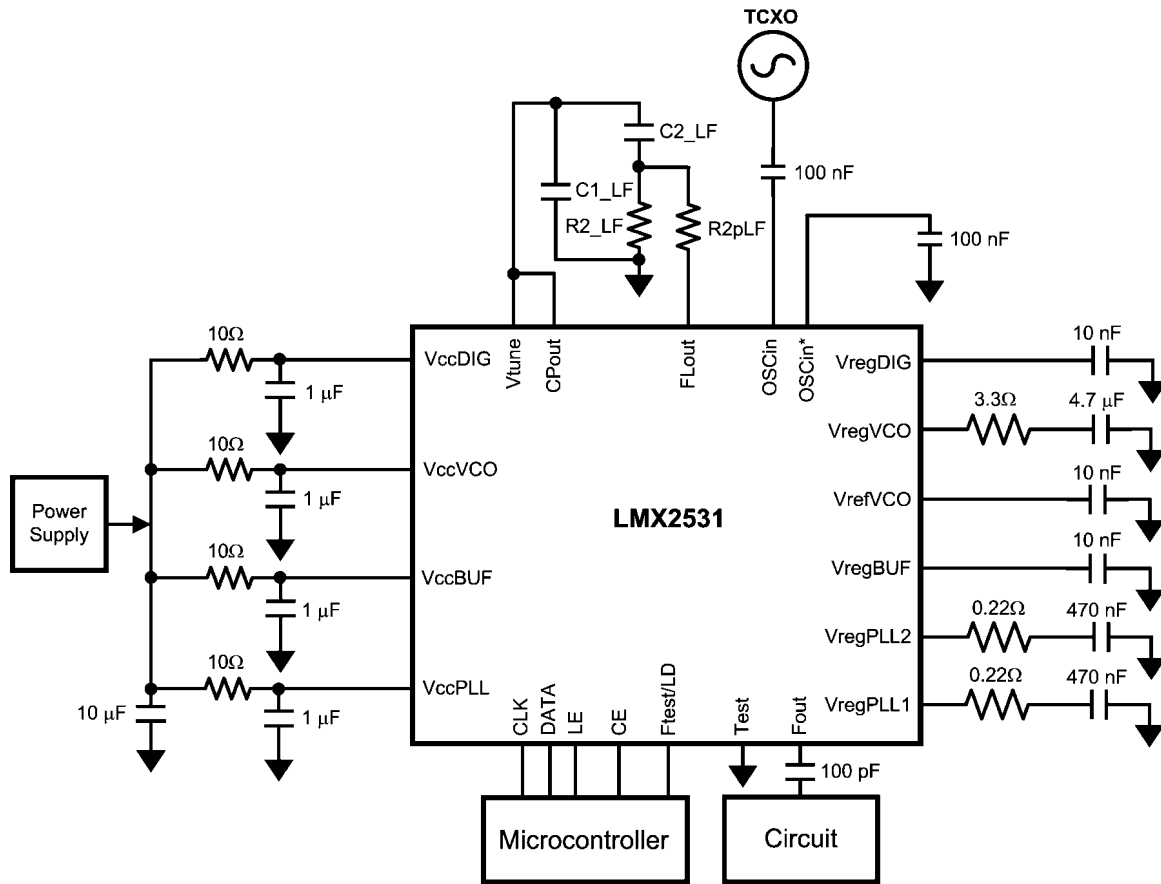 TCXO
C2_LF
100 nF
C1_LF
R2_LF
R2pLF
100 nF
10Ω
VccDIG
Vtune
CPout
FLout
OSCin
OSCin*
VregDIG
10 nF
1 µF
3.3Ω
4.7 µF
VregVCO
10Ω
VccVCO
1 µF
VrefVCO
10 nF
Power
Supply
LMX2531
10Ω
VccBUF
1 µF
VregBUF
10 nF
0.22Ω
470 nF
VregPLL2
10Ω
VccPLL
10 µF
1 µF
0.22Ω
470 nF
VregPLL1
CLK
DATA
LE
CE
Ftest/LD
Test
Fout
100 pF
Microcontroller
Circuit